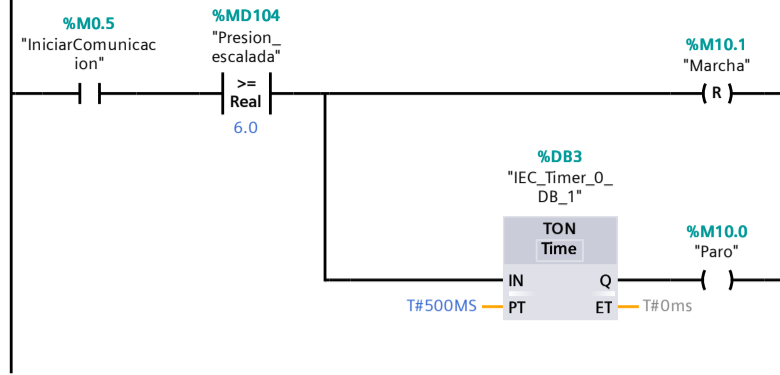 %M0.5
"IniciarComunicac
ion"
%MD104
"Presion_
escalada"
>=
Real
6.0
%M10.1
"Marcha"
R
%DB3
"IEC_Timer_0_
DB_1"
TON
Time
%M10.0
"Paro"
IN
Q
T#500MS
PT
ET
T#0ms